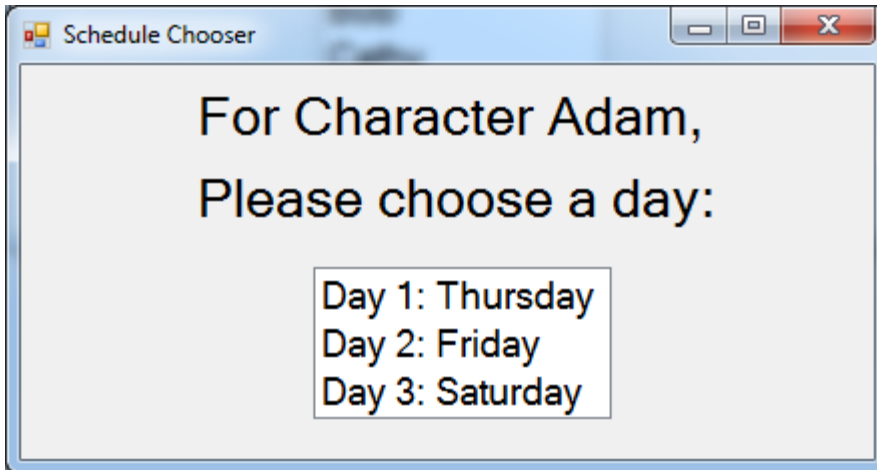 Schedule Chooser
For Character Adam,
Please choose a day:
Day 1: Thursday
Day 2: Friday
Day 3: Saturday